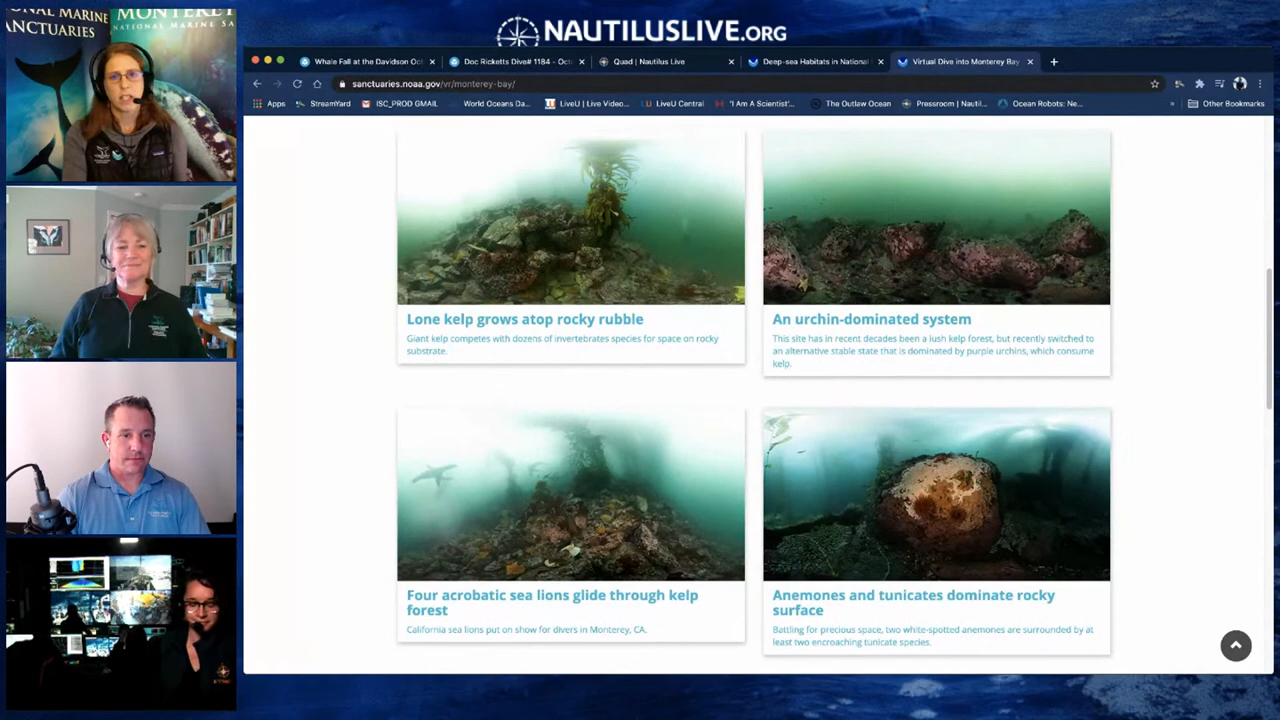 NAUTILUSLIVE.ORG
ONAL MARINE
SANCTUARIES
MONTEREY
NATIONAL MARINE SA
Whale Fall at the Davidson Oct
Doc Ricketts Dive# 1184 - Octo
Quad | Nautilus Live
Deep-sea Habitats in National
Virtual Dive into Monterey Bay
sanctuaries.noaa.gov/vr/monterey-bay/
Apps
StreamYard
ISC_PROD GMAIL
World Oceans Da...
LiveU | Live Video...
LiveU Central
'I Am A Scientist'...
The Outlaw Ocean
Pressroom | Nautil...
Ocean Robots: Ne...
»
Other Bookmarks
Lone kelp grows atop rocky rubble
Giant kelp competes with dozens of invertebrates species for space on rocky
substrate.
An urchin-dominated system
This site has in recent decades been a lush kelp forest, but recently switched to
an alternative stable state that is dominated by purple urchins, which consume
kelp.
Four acrobatic sea lions glide through kelp
forest
California sea lions put on show for divers in Monterey, CA.
Anemones and tunicates dominate rocky
surface
Battling for precious space, two white-spotted anemones are surrounded by at
least two encroaching tunicate species.